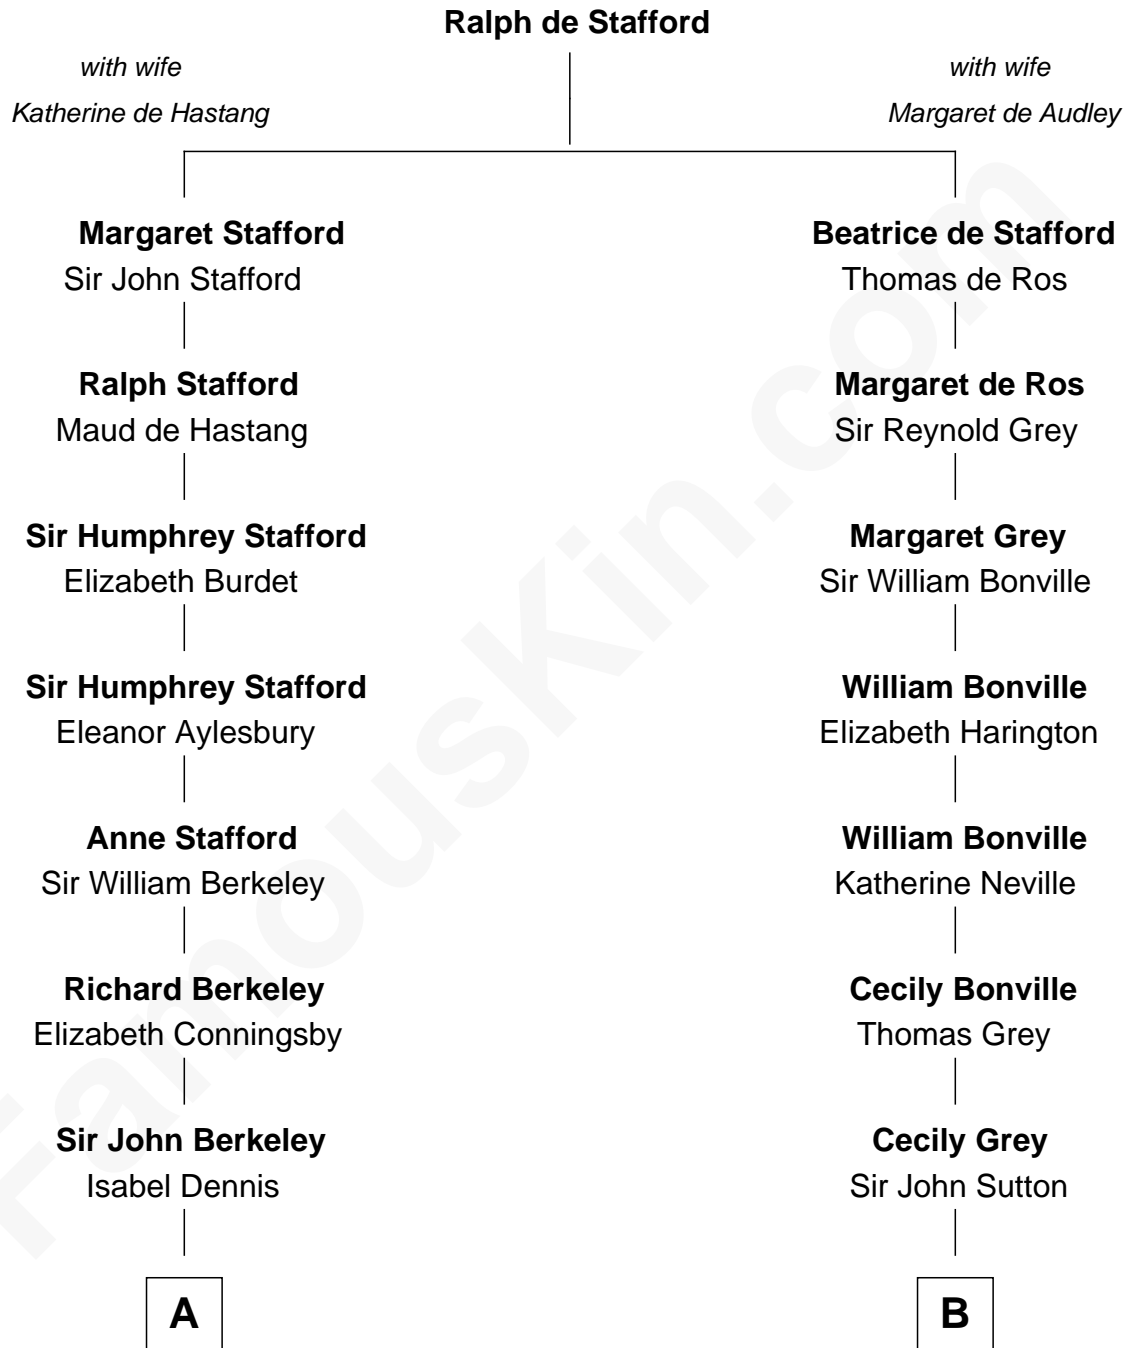 Ralph de Stafford
with wife
Katherine de Hastang
with wife
Margaret de Audley
Margaret Stafford
Sir John Stafford
Beatrice de Stafford
Thomas de Ros
Ralph Stafford
Maud de Hastang
Margaret de Ros
Sir Reynold Grey
Sir Humphrey Stafford
Elizabeth Burdet
Margaret Grey
Sir William Bonville
Sir Humphrey Stafford
Eleanor Aylesbury
William Bonville
Elizabeth Harington
Anne Stafford
Sir William Berkeley
William Bonville
Katherine Neville
Richard Berkeley
Elizabeth Conningsby
Cecily Bonville
Thomas Grey
Sir John Berkeley
Isabel Dennis
Cecily Grey
Sir John Sutton
A
B
FamousKin.com